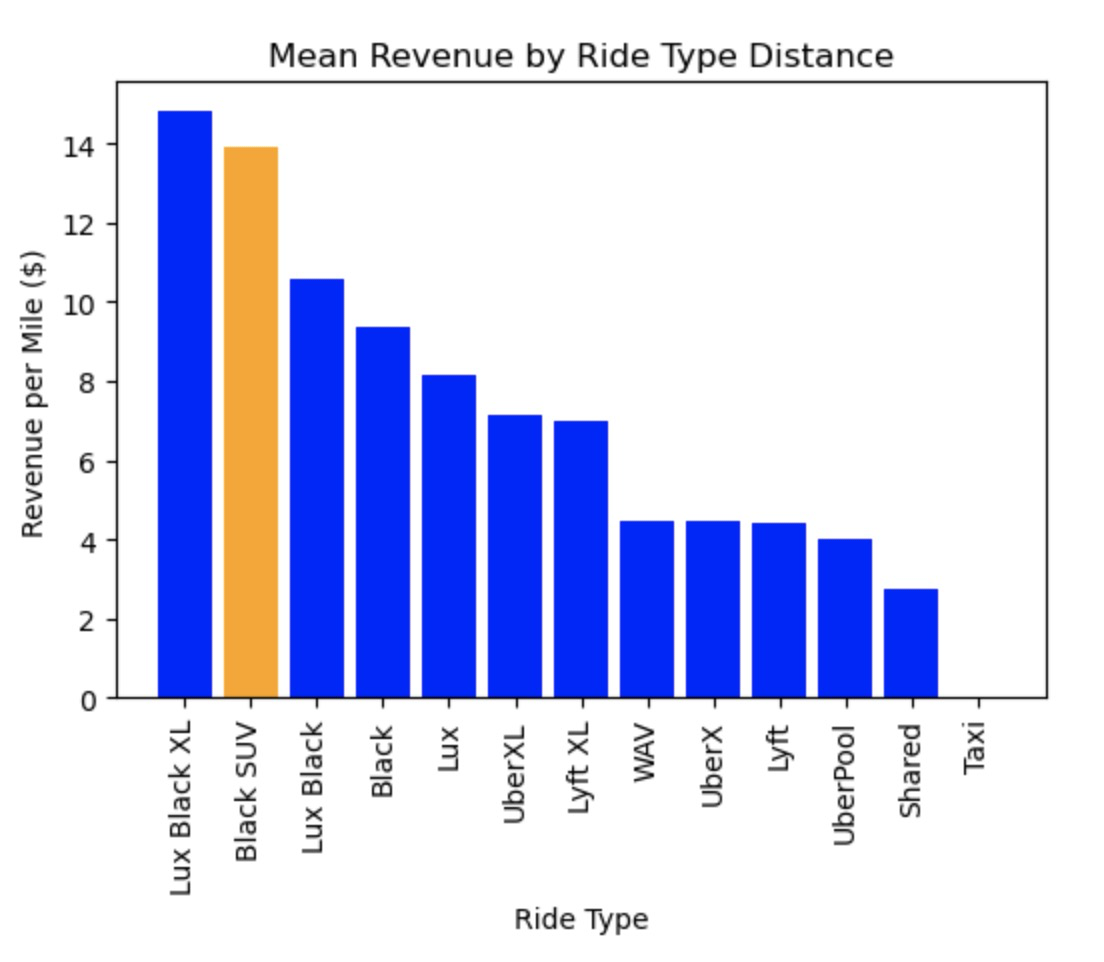 Mean Revenue by Ride Type Distance
Revenue per Mile ($)
14
12
10
8
6
4
2
0
Lux Black XL
Black SUV
Lux Black
Black
Lux
UberXL
Lyft XL
WAV
UberX
Lyft
UberPool
Shared
Taxi
Ride Type